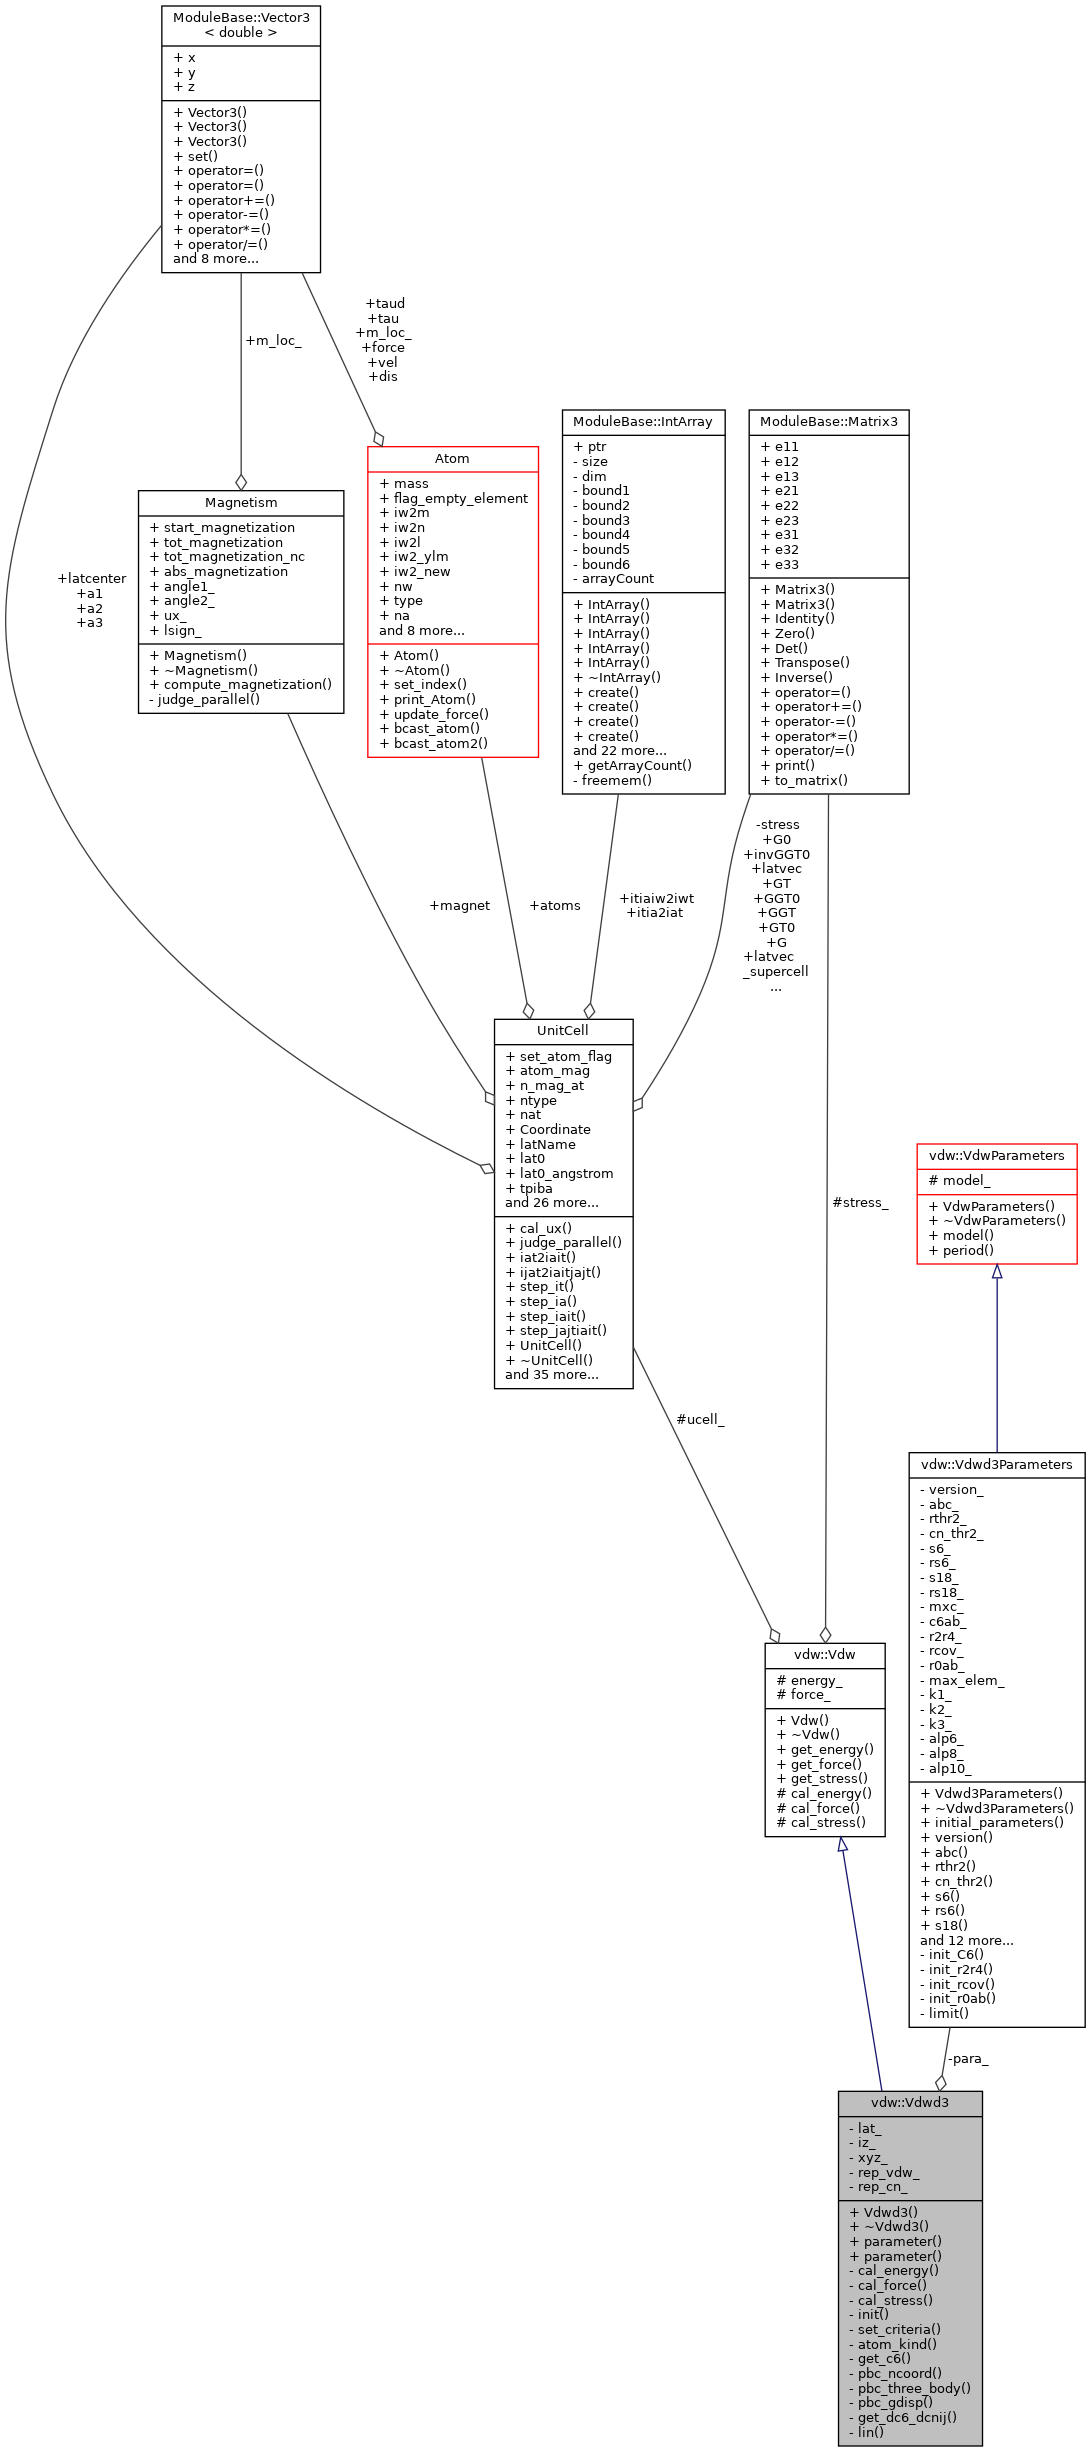 ModuleBase::Vector3
< double >
+ x
+ y
+ z
+ Vector3()
+ Vector3()
+ Vector3()
+ set()
+ operator=()
+ operator=()
+ operator+=()
+ operator-=()
+ operator*=()
+ operator/=()
and 8 more...
+m_loc_
+taud
+tau
+m_loc_
+force
+vel
+dis
+latcenter
+a1
+a2
+a3
Magnetism
+ start_magnetization
+ tot_magnetization
+ tot_magnetization_nc
+ abs_magnetization
+ angle1_
+ angle2_
+ ux_
+ lsign_
+ Magnetism()
+ ~Magnetism()
+ compute_magnetization()
- judge_parallel()
Atom
+ mass
+ flag_empty_element
+ iw2m
+ iw2n
+ iw2l
+ iw2_ylm
+ iw2_new
+ nw
+ type
+ na
and 8 more...
+ Atom()
+ ~Atom()
+ set_index()
+ print_Atom()
+ update_force()
+ bcast_atom()
+ bcast_atom2()
ModuleBase::IntArray
+ ptr
- size
- dim
- bound1
- bound2
- bound3
- bound4
- bound5
- bound6
- arrayCount
+ IntArray()
+ IntArray()
+ IntArray()
+ IntArray()
+ IntArray()
+ ~IntArray()
+ create()
+ create()
+ create()
+ create()
and 22 more...
+ getArrayCount()
- freemem()
ModuleBase::Matrix3
+ e11
+ e12
+ e13
+ e21
+ e22
+ e23
+ e31
+ e32
+ e33
+ Matrix3()
+ Matrix3()
+ Identity()
+ Zero()
+ Det()
+ Transpose()
+ Inverse()
+ operator=()
+ operator+=()
+ operator-=()
+ operator*=()
+ operator/=()
+ print()
+ to_matrix()
+magnet
+atoms
+itiaiw2iwt
+itia2iat
-stress
+G0
+invGGT0
+latvec
+GT
+GGT0
+GGT
+GT0
+G
+latvec
_supercell
...
UnitCell
+ set_atom_flag
+ atom_mag
+ n_mag_at
+ ntype
+ nat
+ Coordinate
+ latName
+ lat0
+ lat0_angstrom
+ tpiba
and 26 more...
+ cal_ux()
+ judge_parallel()
+ iat2iait()
+ ijat2iaitjajt()
+ step_it()
+ step_ia()
+ step_iait()
+ step_jajtiait()
+ UnitCell()
+ ~UnitCell()
and 35 more...
#stress_
#ucell_
vdw::VdwParameters
# model_
+ VdwParameters()
+ ~VdwParameters()
+ model()
+ period()
vdw::Vdwd3Parameters
- version_
- abc_
- rthr2_
- cn_thr2_
- s6_
- rs6_
- s18_
- rs18_
- mxc_
- c6ab_
- r2r4_
- rcov_
- r0ab_
- max_elem_
- k1_
- k2_
- k3_
- alp6_
- alp8_
- alp10_
+ Vdwd3Parameters()
+ ~Vdwd3Parameters()
+ initial_parameters()
+ version()
+ abc()
+ rthr2()
+ cn_thr2()
+ s6()
+ rs6()
+ s18()
and 12 more...
- init_C6()
- init_r2r4()
- init_rcov()
- init_r0ab()
- limit()
vdw::Vdw
# energy_
# force_
+ Vdw()
+ ~Vdw()
+ get_energy()
+ get_force()
+ get_stress()
# cal_energy()
# cal_force()
# cal_stress()
-para_
vdw::Vdwd3
- lat_
- iz_
- xyz_
- rep_vdw_
- rep_cn_
+ Vdwd3()
+ ~Vdwd3()
+ parameter()
+ parameter()
- cal_energy()
- cal_force()
- cal_stress()
- init()
- set_criteria()
- atom_kind()
- get_c6()
- pbc_ncoord()
- pbc_three_body()
- pbc_gdisp()
- get_dc6_dcnij()
- lin()